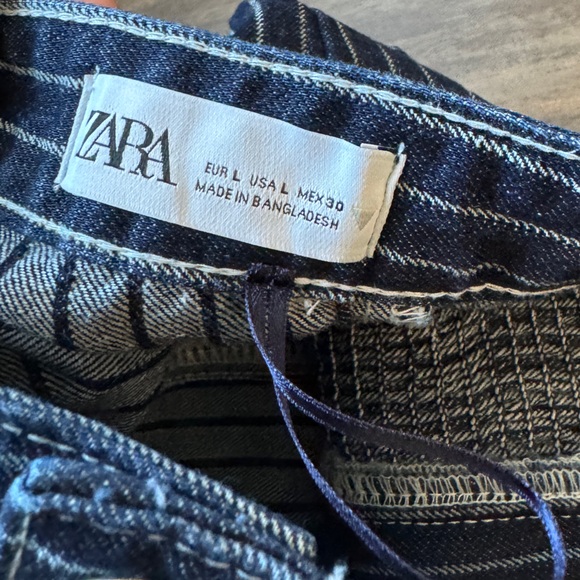 ZARA
EUR L USA L MEX 30
MADE IN BANGLADESH